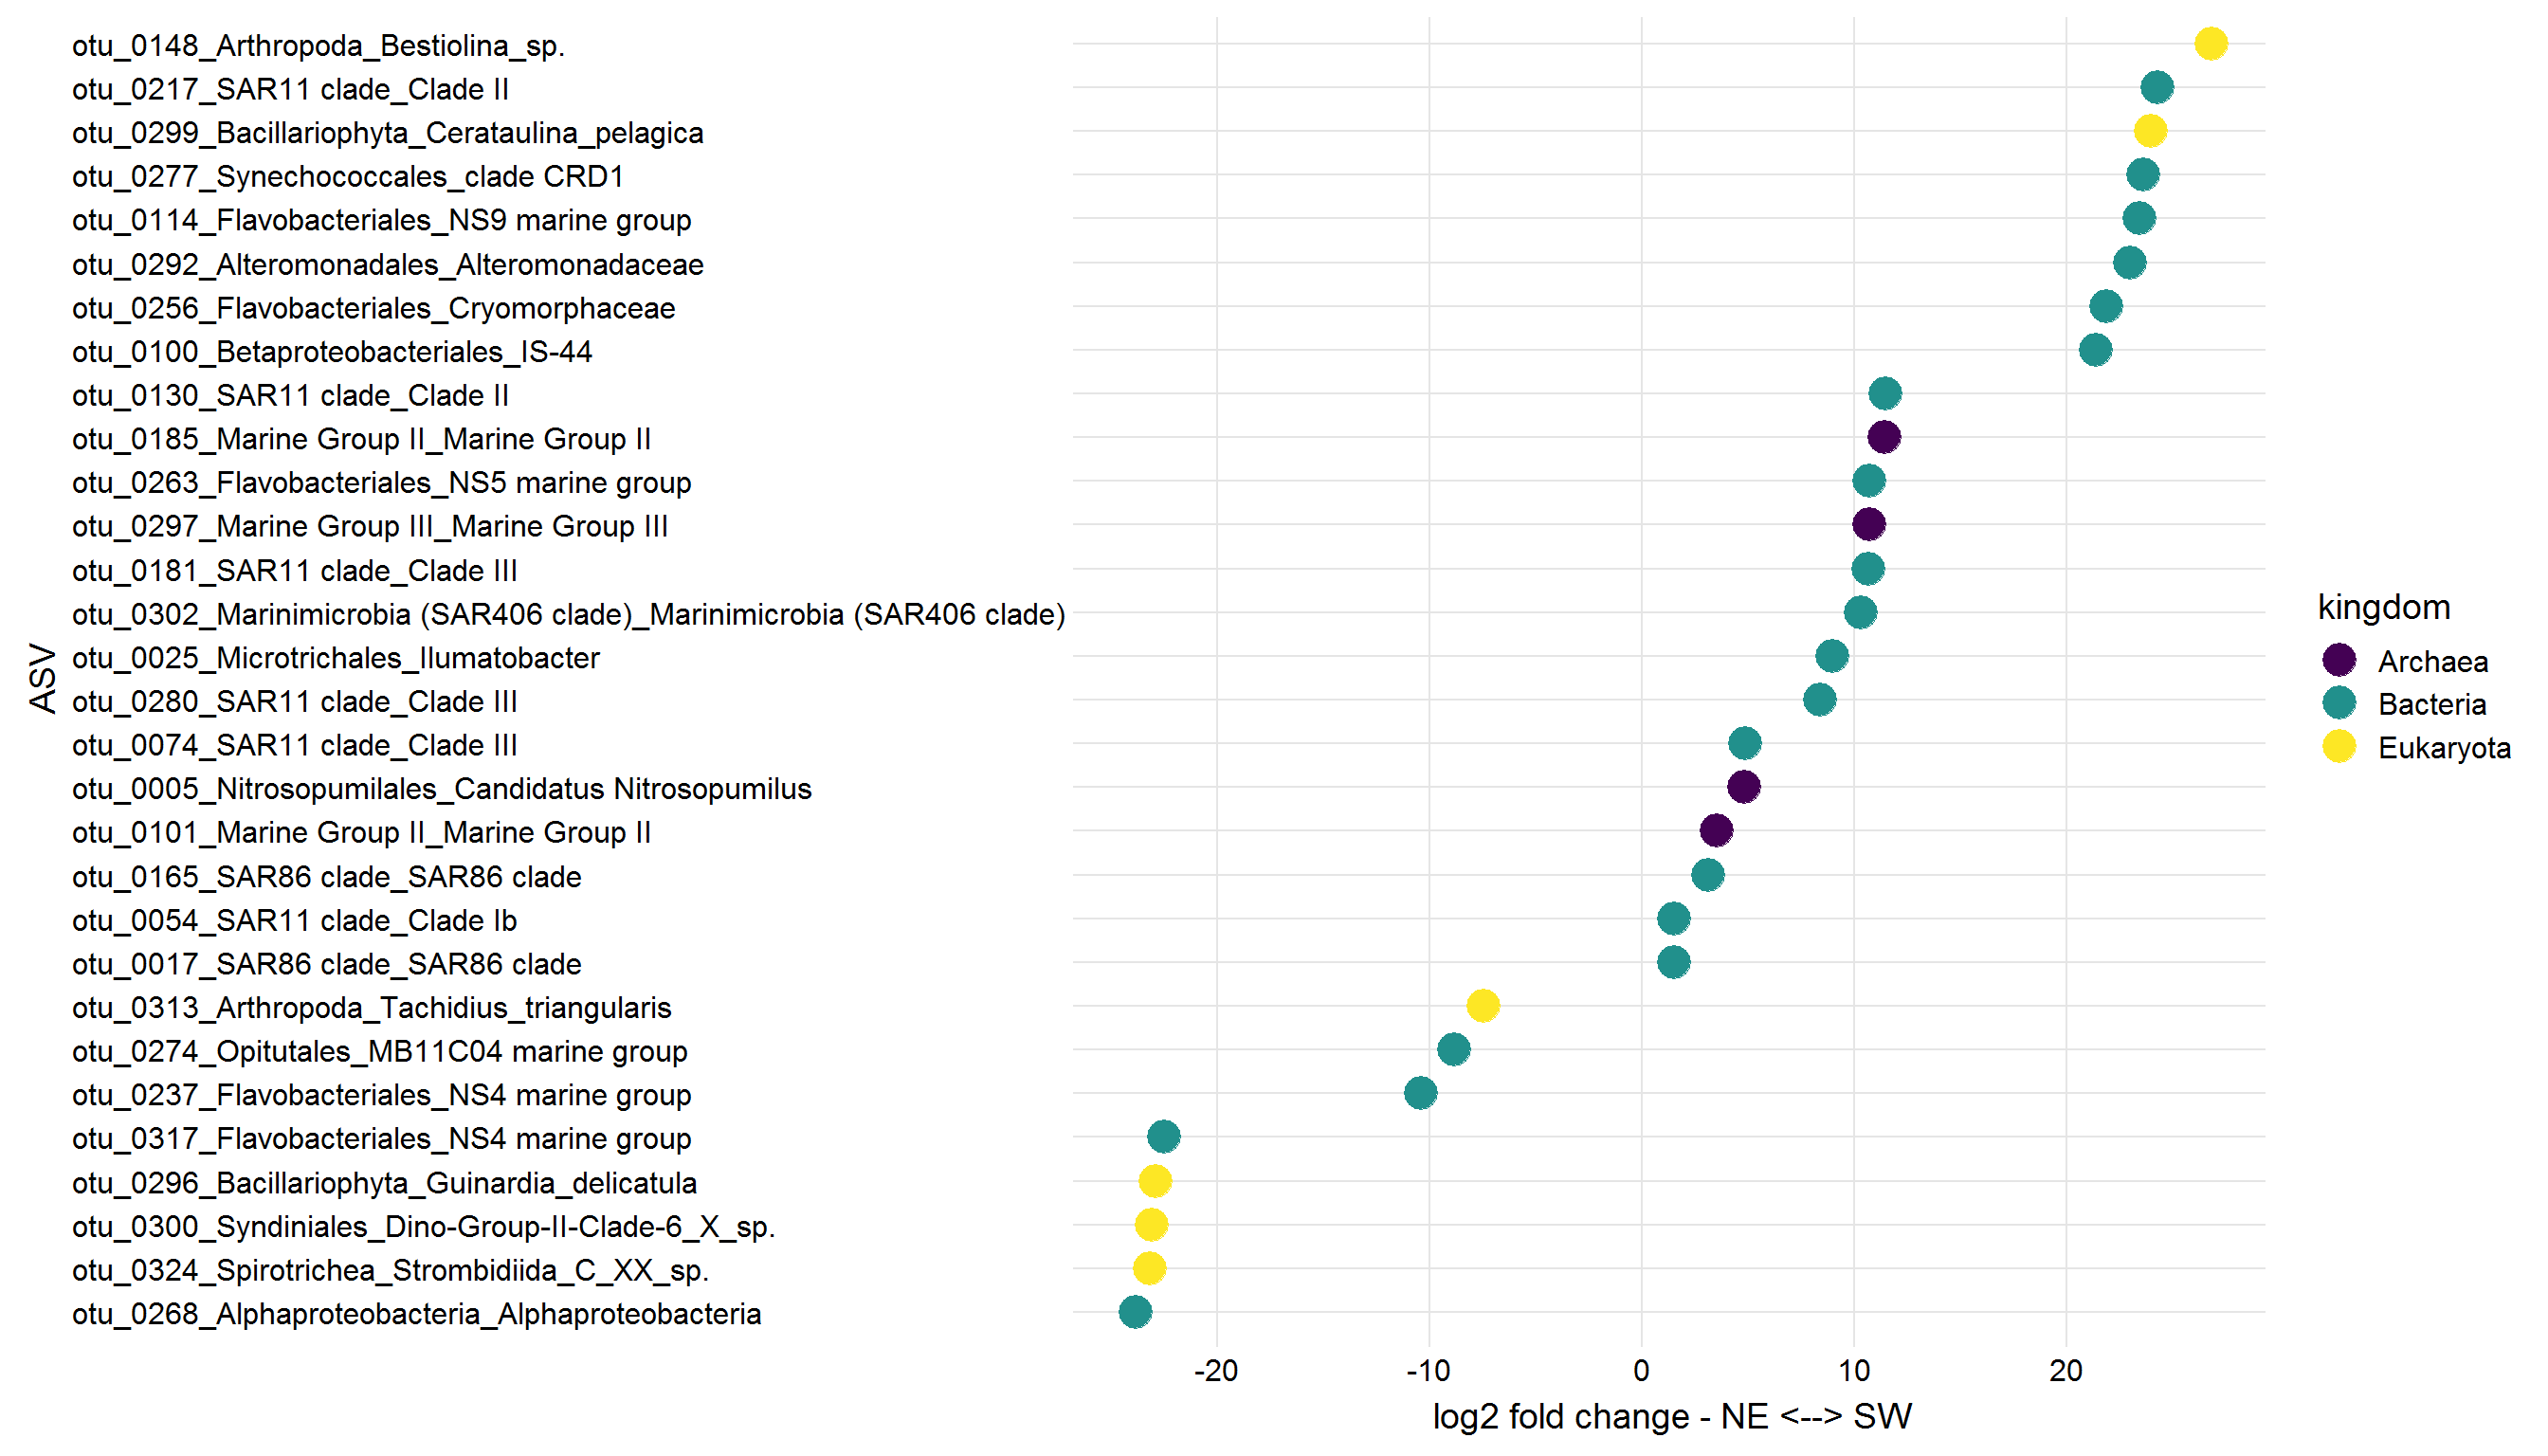 otu_0148_Arthropoda_Bestiolina_sp.
otu_0217_SAR11 clade_Clade II
otu_0299_Bacillariophyta_Cerataulina_pelagica
otu_0277_Synechococcales_clade CRD1
otu_0114_Flavobacteriales_NS9 marine group
otu_0292_Alteromonadales_Alteromonadaceae
otu_0256_Flavobacteriales_Cryomorphaceae
otu_0100_Betaproteobacteriales_IS-44
otu_0130_SAR11 clade_Clade II
otu_0185_Marine Group II_Marine Group II
otu_0263_Flavobacteriales_NS5 marine group
otu_0297_Marine Group III_Marine Group III
otu_0181_SAR11 clade_Clade III
otu_0302_Marinimicrobia (SAR406 clade)_Marinimicrobia (SAR406 clade)
otu_0025_Microtrichales_Ilumatobacter
otu_0280_SAR11 clade_Clade III
otu_0074_SAR11 clade_Clade III
otu_0005_Nitrosopumilales_Candidatus Nitrosopumilus
otu_0101_Marine Group II_Marine Group II
otu_0165_SAR86 clade_SAR86 clade
otu_0054_SAR11 clade_Clade Ib
otu_0017_SAR86 clade_SAR86 clade
otu_0313_Arthropoda_Tachidius_triangularis
otu_0274_Opitutales_MB11C04 marine group
otu_0237_Flavobacteriales_NS4 marine group
otu_0317_Flavobacteriales_NS4 marine group
otu_0296_Bacillariophyta_Guinardia_delicatula
otu_0300_Syndiniales_Dino-Group-II-Clade-6_X_sp.
otu_0324_Spirotrichea_Strombidiida_C_XX_sp.
otu_0268_Alphaproteobacteria_Alphaproteobacteria
ASV
-20 -10 0 10 20
log2 fold change - NE <--> SW
kingdom
Archaea
Bacteria
Eukaryota